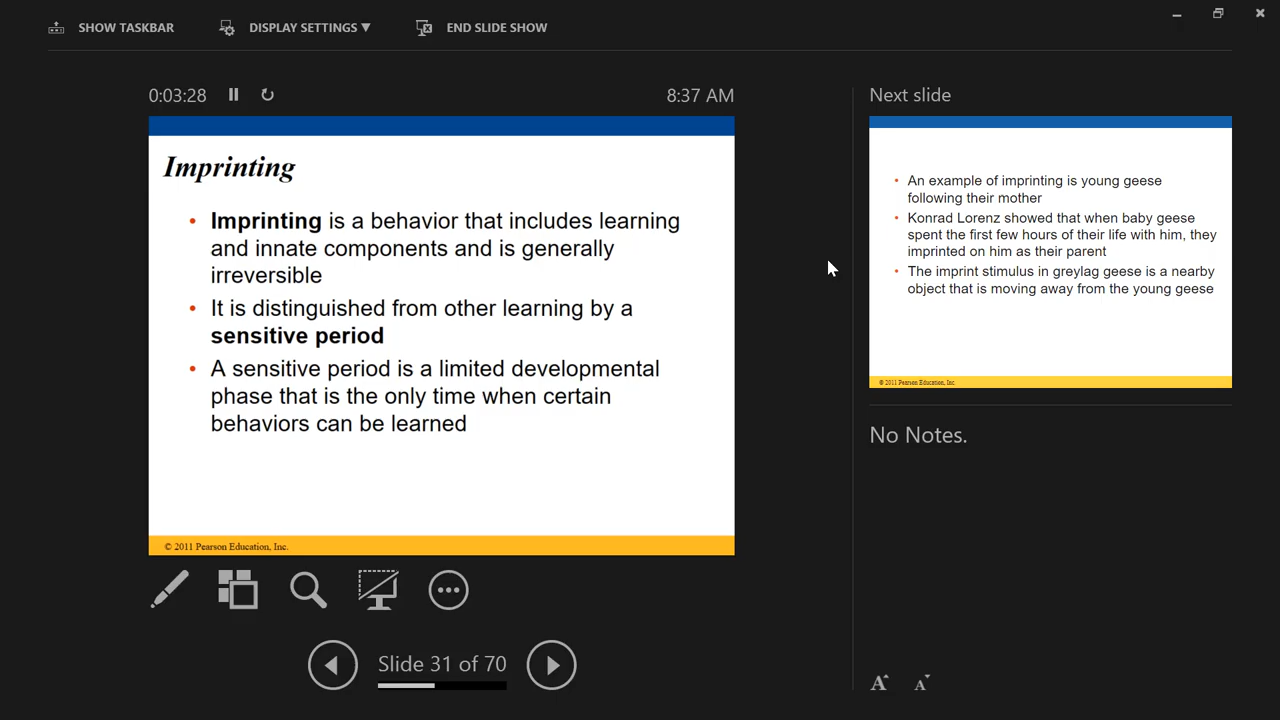 SHOW TASKBAR
DISPLAY SETTINGS ▼
END SLIDE SHOW
0:03:28
8:37 AM
Imprinting
• Imprinting is a behavior that includes learning
and innate components and is generally
irreversible
• It is distinguished from other learning by a
sensitive period
• A sensitive period is a limited developmental
phase that is the only time when certain
behaviors can be learned
© 2011 Pearson Education, Inc.
Slide 31 of 70
Next slide
• An example of imprinting is young geese
following their mother
• Konrad Lorenz showed that when baby geese
spent the first few hours of their life with him, they
imprinted on him as their parent
• The imprint stimulus in greylag geese is a nearby
object that is moving away from the young geese
© 2011 Pearson Education, Inc.
No Notes.
A A